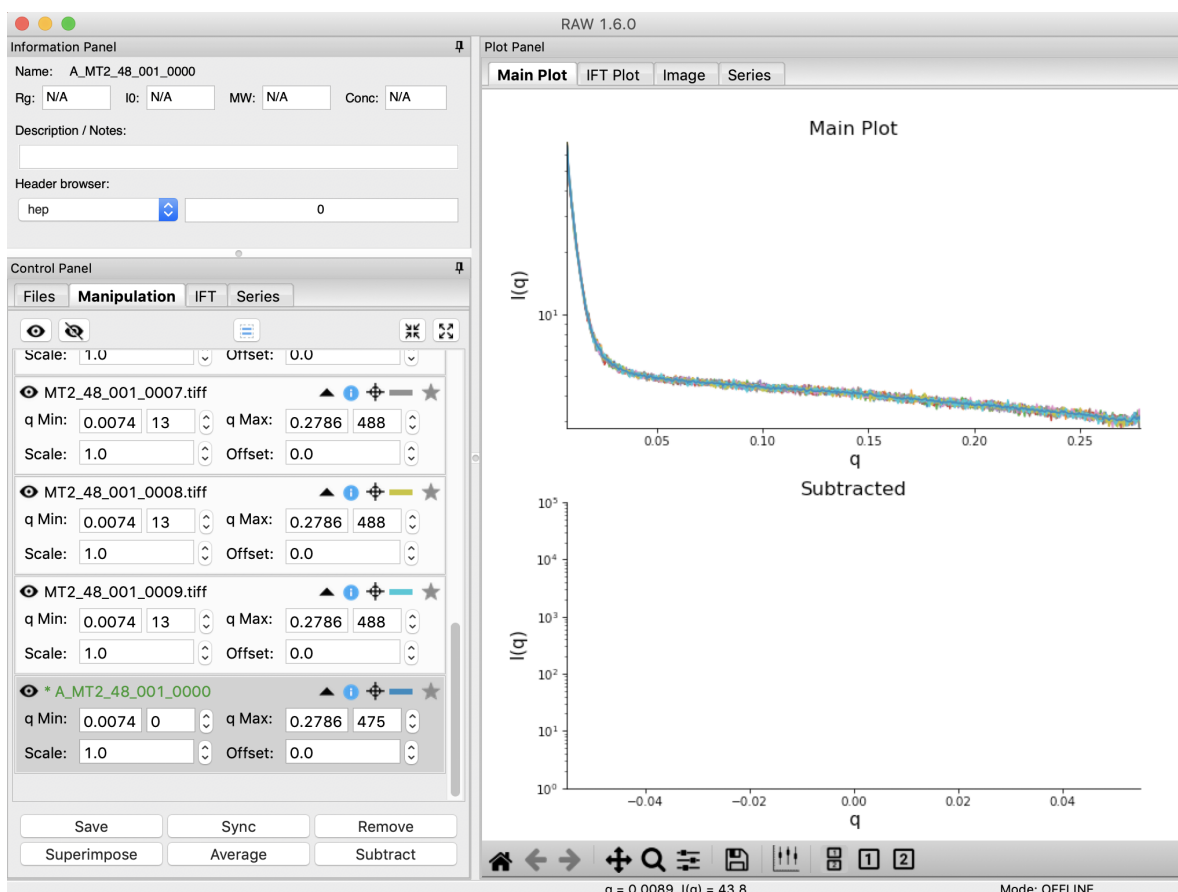 RAW 1.6.0
Information Panel
Name: A_MT2_48_001_0000
Rg: N/A I0: N/A MW: N/A Conc: N/A
Description / Notes:
Header browser:
hep 0
Control Panel
Files Manipulation IFT Series
Scale: 1.0 Offset: 0.0
MT2_48_001_0007.tiff
q Min: 0.0074 13 q Max: 0.2786 488
Scale: 1.0 Offset: 0.0
MT2_48_001_0008.tiff
q Min: 0.0074 13 q Max: 0.2786 488
Scale: 1.0 Offset: 0.0
MT2_48_001_0009.tiff
q Min: 0.0074 13 q Max: 0.2786 488
Scale: 1.0 Offset: 0.0
* A_MT2_48_001_0000
q Min: 0.0074 0 q Max: 0.2786 475
Scale: 1.0 Offset: 0.0
Save Sync Remove
Superimpose Average Subtract
Plot Panel
Main Plot IFT Plot Image Series
Main Plot
I(q)
10¹
0.05 0.10 0.15 0.20 0.25
q
Subtracted
I(q)
10⁵
10⁴
10³
10²
10¹
10⁰
−0.04 −0.02 0.00 0.02 0.04
q
1 2 1 2
q = 0.0089, I(q) = 43.8 Mode: OFFLINE